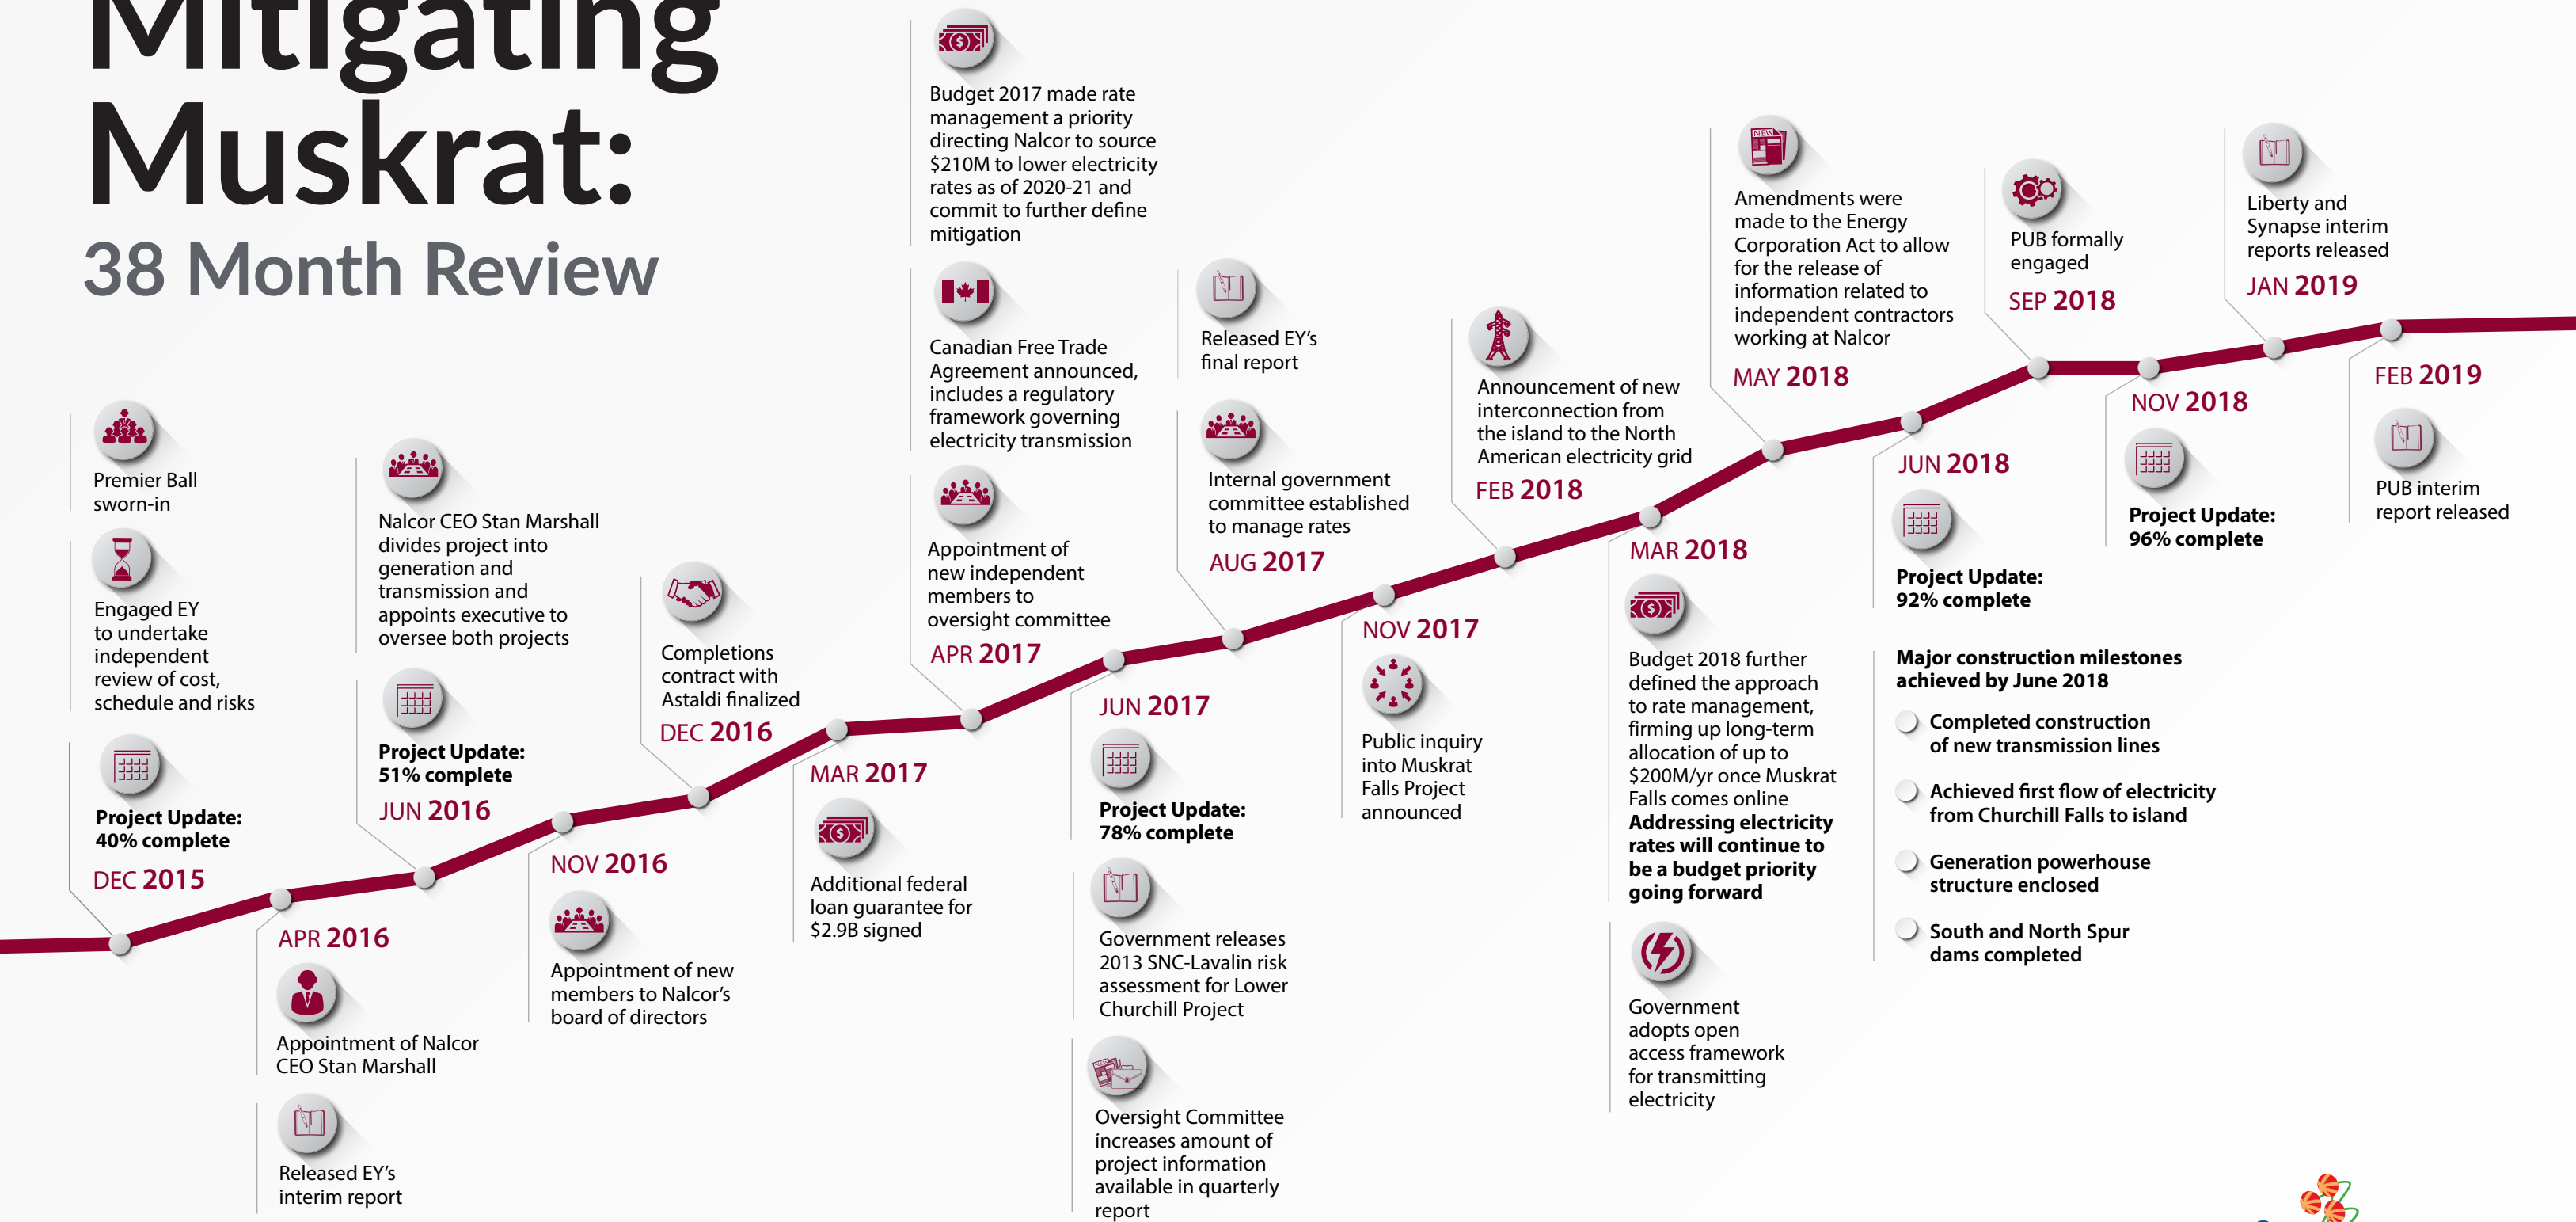 Mitigating
Muskrat:
38 Month Review
Premier Ball
sworn-in
Engaged EY
to undertake
independent
review of cost,
schedule and risks
Project Update:
40% complete
DEC 2015
APR 2016
Appointment of Nalcor
CEO Stan Marshall
Released EY's
interim report
Nalcor CEO Stan Marshall
divides project into
generation and
transmission and
appoints executive to
oversee both projects
Project Update:
51% complete
JUN 2016
NOV 2016
Appointment of new
members to Nalcor's
board of directors
Completions
contract with
Astaldi finalized
DEC 2016
MAR 2017
Additional federal
loan guarantee for
$2.9B signed
Budget 2017 made rate
management a priority
directing Nalcor to source
$210M to lower electricity
rates as of 2020-21 and
commit to further define
mitigation
Canadian Free Trade
Agreement announced,
includes a regulatory
framework governing
electricity transmission
Appointment of
new independent
members to
oversight committee
APR 2017
JUN 2017
Project Update:
78% complete
Government releases
2013 SNC-Lavalin risk
assessment for Lower
Churchill Project
Oversight Committee
increases amount of
project information
available in quarterly
report
Released EY's
final report
Internal government
committee established
to manage rates
AUG 2017
NOV 2017
Public inquiry
into Muskrat
Falls Project
announced
Announcement of new
interconnection from
the island to the North
American electricity grid
FEB 2018
MAR 2018
Budget 2018 further
defined the approach
to rate management,
firming up long-term
allocation of up to
$200M/yr once Muskrat
Falls comes online
Addressing electricity
rates will continue to
be a budget priority
going forward
Government
adopts open
access framework
for transmitting
electricity
NEW
Amendments were
made to the Energy
Corporation Act to allow
for the release of
information related to
independent contractors
working at Nalcor
MAY 2018
JUN 2018
Project Update:
92% complete
Major construction milestones
achieved by June 2018
Completed construction
of new transmission lines
Achieved first flow of electricity
from Churchill Falls to island
Generation powerhouse
structure enclosed
South and North Spur
dams completed
PUB formally
engaged
SEP 2018
NOV 2018
Project Update:
96% complete
Liberty and
Synapse interim
reports released
JAN 2019
FEB 2019
PUB interim
report released